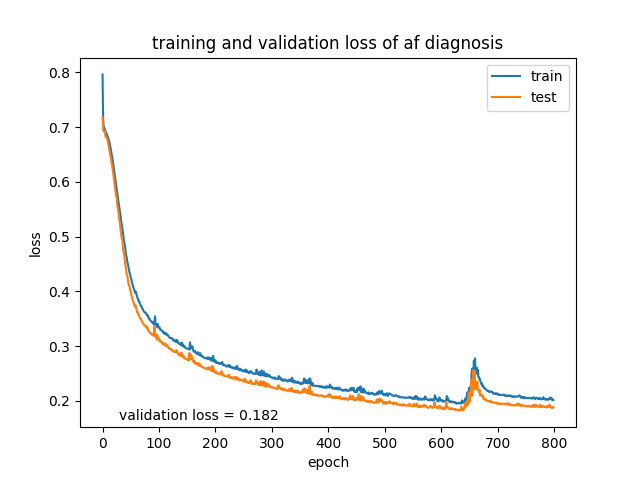 training and validation loss of af diagnosis
train
test
0.8
0.7
0.6
0.5
0.4
0.3
0.2
loss
validation loss = 0.182
0 100 200 300 400 500 600 700 800
epoch